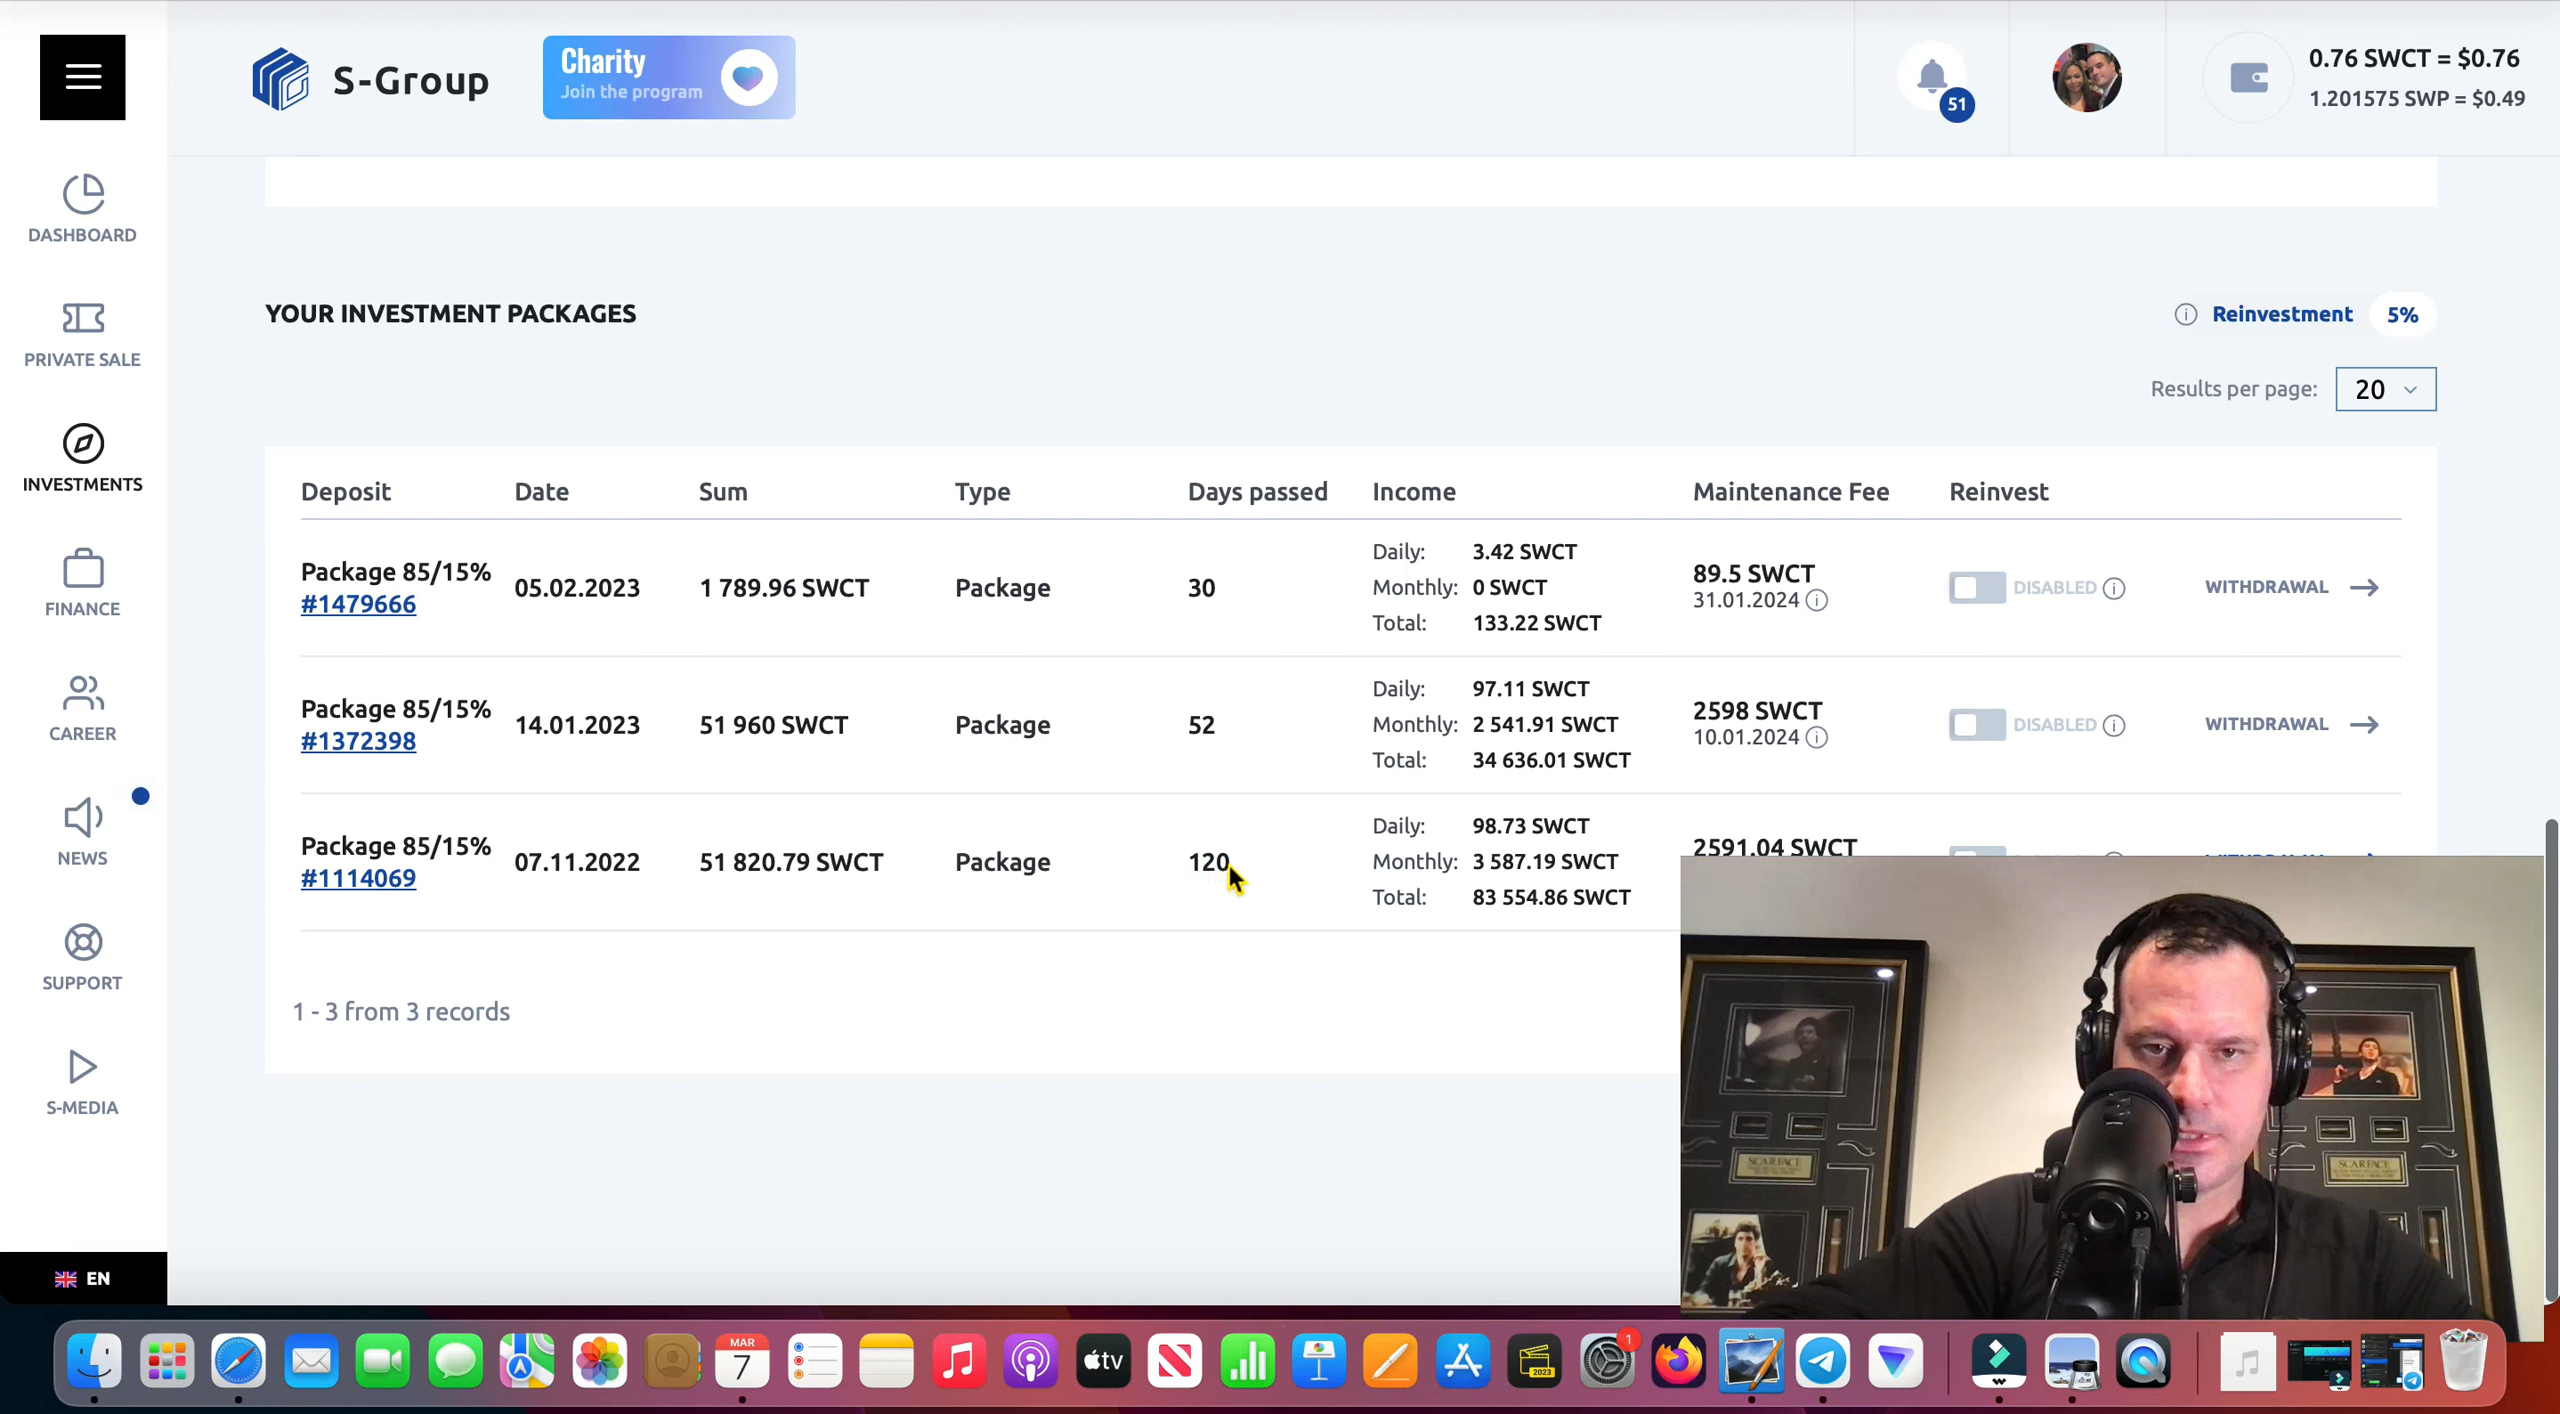 S-Group
Charity
Join the program
51
0.76 SWCT = $0.76
1.201575 SWP = $0.49
DASHBOARD
PRIVATE SALE
INVESTMENTS
FINANCE
CAREER
NEWS
SUPPORT
S-MEDIA
EN
YOUR INVESTMENT PACKAGES
Reinvestment 5%
Results per page: 20
Deposit Date Sum Type Days passed Income Maintenance Fee Reinvest
Package 85/15%
#1479666
05.02.2023
1 789.96 SWCT
Package
30
Daily: 3.42 SWCT
Monthly: 0 SWCT
Total: 133.22 SWCT
89.5 SWCT
31.01.2024
DISABLED
WITHDRAWAL
Package 85/15%
#1372398
14.01.2023
51 960 SWCT
Package
52
Daily: 97.11 SWCT
Monthly: 2 541.91 SWCT
Total: 34 636.01 SWCT
2598 SWCT
10.01.2024
DISABLED
WITHDRAWAL
Package 85/15%
#1114069
07.11.2022
51 820.79 SWCT
Package
120
Daily: 98.73 SWCT
Monthly: 3 587.19 SWCT
Total: 83 554.86 SWCT
2591.04 SWCT
1 - 3 from 3 records
SCARFACE
SCARFACE
MAR
7
tv
2023
1